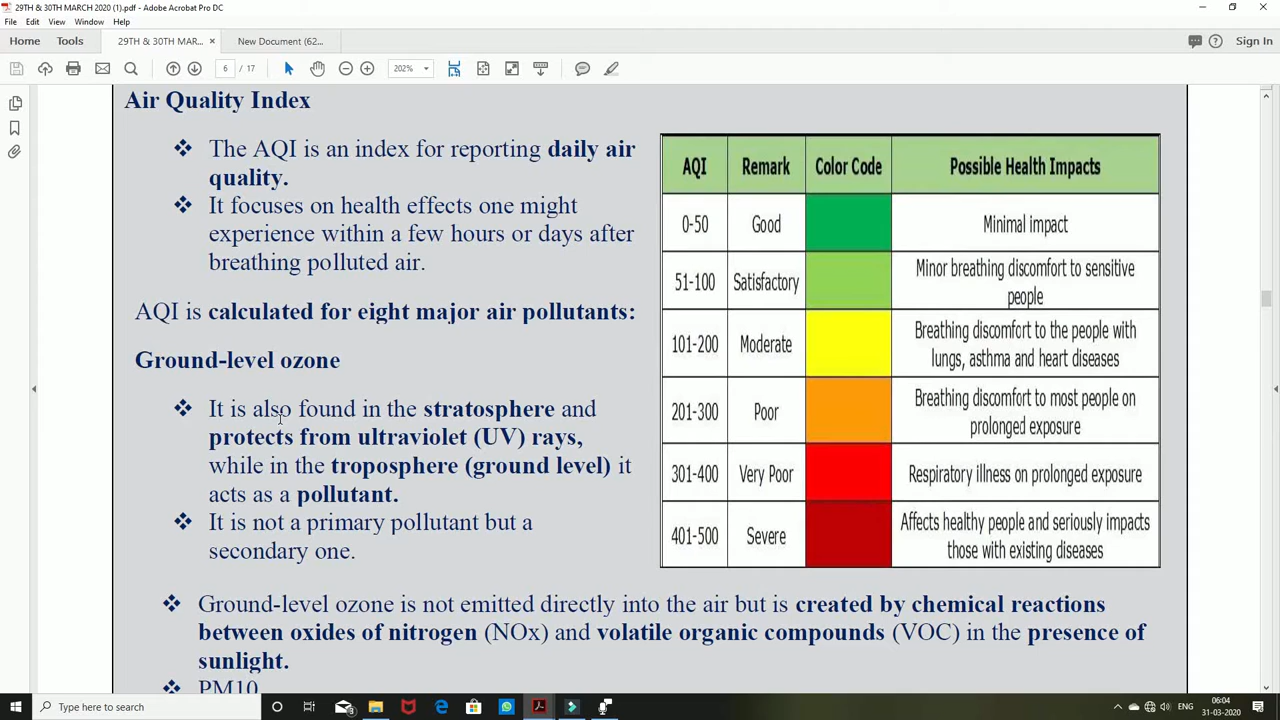 29TH & 30TH MARCH 2020 (1).pdf - Adobe Acrobat Pro DC
File Edit View Window Help
Home Tools 29TH & 30TH MAR... × New Document (62... Sign In
6 / 17 202%
Air Quality Index
❖ The AQI is an index for reporting daily air
quality.
❖ It focuses on health effects one might
experience within a few hours or days after
breathing polluted air.
AQI is calculated for eight major air pollutants:
Ground-level ozone
❖ It is also found in the stratosphere and
protects from ultraviolet (UV) rays,
while in the troposphere (ground level) it
acts as a pollutant.
❖ It is not a primary pollutant but a
secondary one.
AQI Remark Color Code Possible Health Impacts
0-50 Good Minimal impact
51-100 Satisfactory Minor breathing discomfort to sensitive
people
101-200 Moderate Breathing discomfort to the people with
lungs, asthma and heart diseases
201-300 Poor Breathing discomfort to most people on
prolonged exposure
301-400 Very Poor Respiratory illness on prolonged exposure
401-500 Severe Affects healthy people and seriously impacts
those with existing diseases
❖ Ground-level ozone is not emitted directly into the air but is created by chemical reactions
between oxides of nitrogen (NOx) and volatile organic compounds (VOC) in the presence of
sunlight.
❖ PM10
Type here to search
06:04
31-03-2020